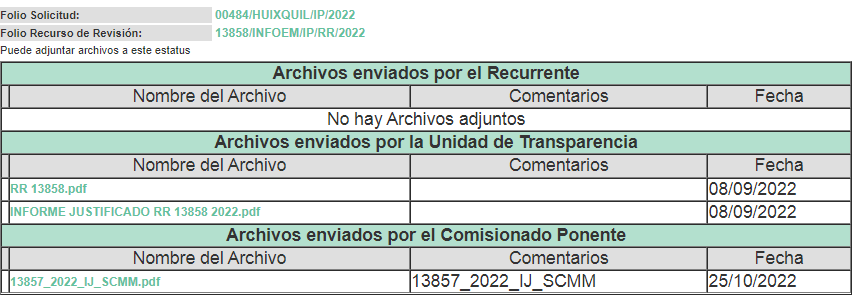 Folio Solicitud: 00484/HUIXQUIL/IP/2022
Folio Recurso de Revisión: 13858/INFOEM/IP/RR/2022
Puede adjuntar archivos a este estatus
Archivos enviados por el Recurrente
Nombre del Archivo Comentarios Fecha
No hay Archivos adjuntos
Archivos enviados por la Unidad de Transparencia
Nombre del Archivo Comentarios Fecha
RR 13858.pdf 08/09/2022
INFORME JUSTIFICADO RR 13858 2022.pdf 08/09/2022
Archivos enviados por el Comisionado Ponente
Nombre del Archivo Comentarios Fecha
13857_2022_IJ_SCMM.pdf 13857_2022_IJ_SCMM 25/10/2022